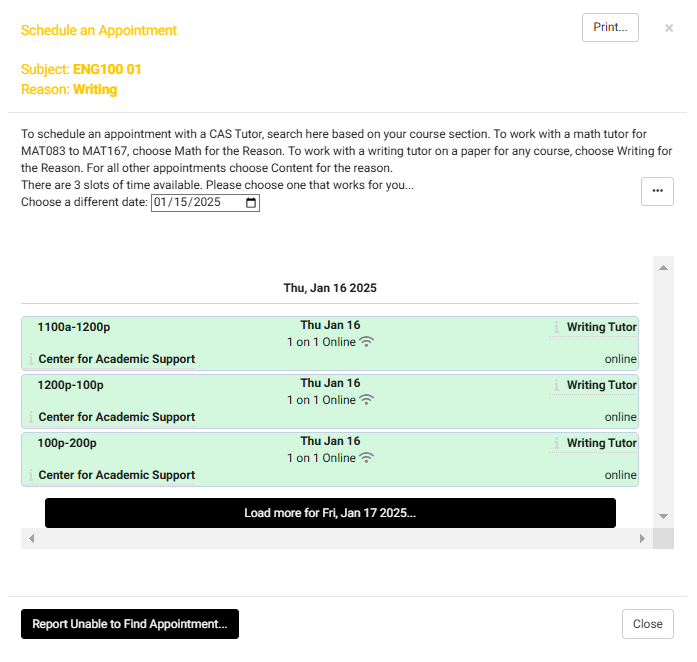 Schedule an Appointment
Print...
×
Subject: ENG100 01
Reason: Writing
To schedule an appointment with a CAS Tutor, search here based on your course section. To work with a math tutor for
MAT083 to MAT167, choose Math for the Reason. To work with a writing tutor on a paper for any course, choose Writing for
the Reason. For all other appointments choose Content for the reason.
There are 3 slots of time available. Please choose one that works for you...
Choose a different date: 01/15/2025
...
Thu, Jan 16 2025
1100a-1200p Thu Jan 16 i Writing Tutor
1 on 1 Online
i Center for Academic Support online
1200p-100p Thu Jan 16 i Writing Tutor
1 on 1 Online
i Center for Academic Support online
100p-200p Thu Jan 16 i Writing Tutor
1 on 1 Online
i Center for Academic Support online
Load more for Fri, Jan 17 2025...
Report Unable to Find Appointment...
Close